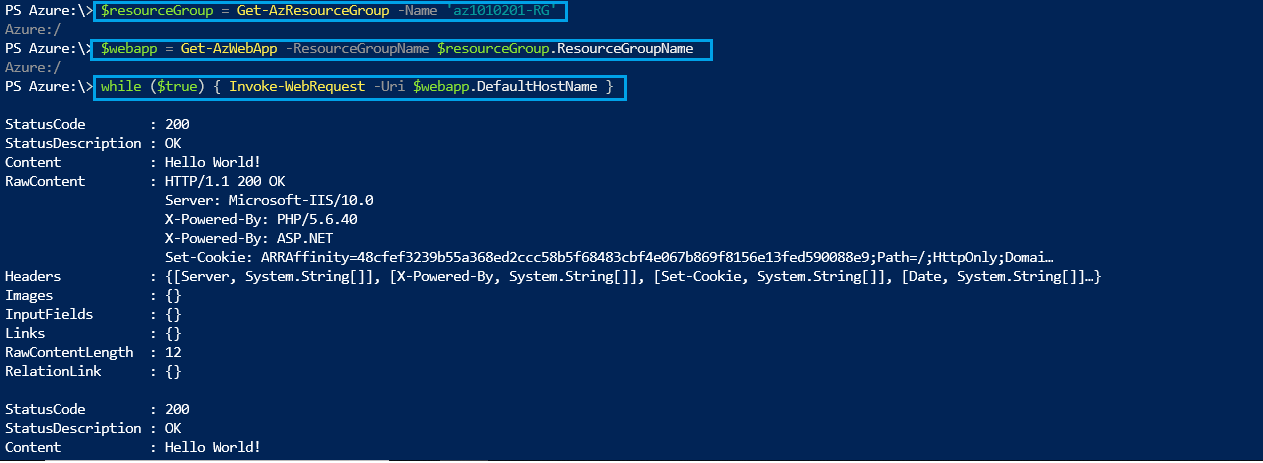 PS Azure:\> $resourceGroup = Get-AzResourceGroup -Name 'az1010201-RG'
Azure:/
PS Azure:\> $webapp = Get-AzWebApp -ResourceGroupName $resourceGroup.ResourceGroupName
Azure:/
PS Azure:\> while ($true) { Invoke-WebRequest -Uri $webapp.DefaultHostName }
StatusCode : 200
StatusDescription : OK
Content : Hello World!
RawContent : HTTP/1.1 200 OK
Server: Microsoft-IIS/10.0
X-Powered-By: PHP/5.6.40
X-Powered-By: ASP.NET
Set-Cookie: ARRAffinity=48cfef3239b55a368ed2ccc58b5f68483cbf4e067b869f8156e13fed590088e9;Path=/;HttpOnly;Domai…
Headers : {[Server, System.String[]], [X-Powered-By, System.String[]], [Set-Cookie, System.String[]], [Date, System.String[]]…}
Images : {}
InputFields : {}
Links : {}
RawContentLength : 12
RelationLink : {}
StatusCode : 200
StatusDescription : OK
Content : Hello World!